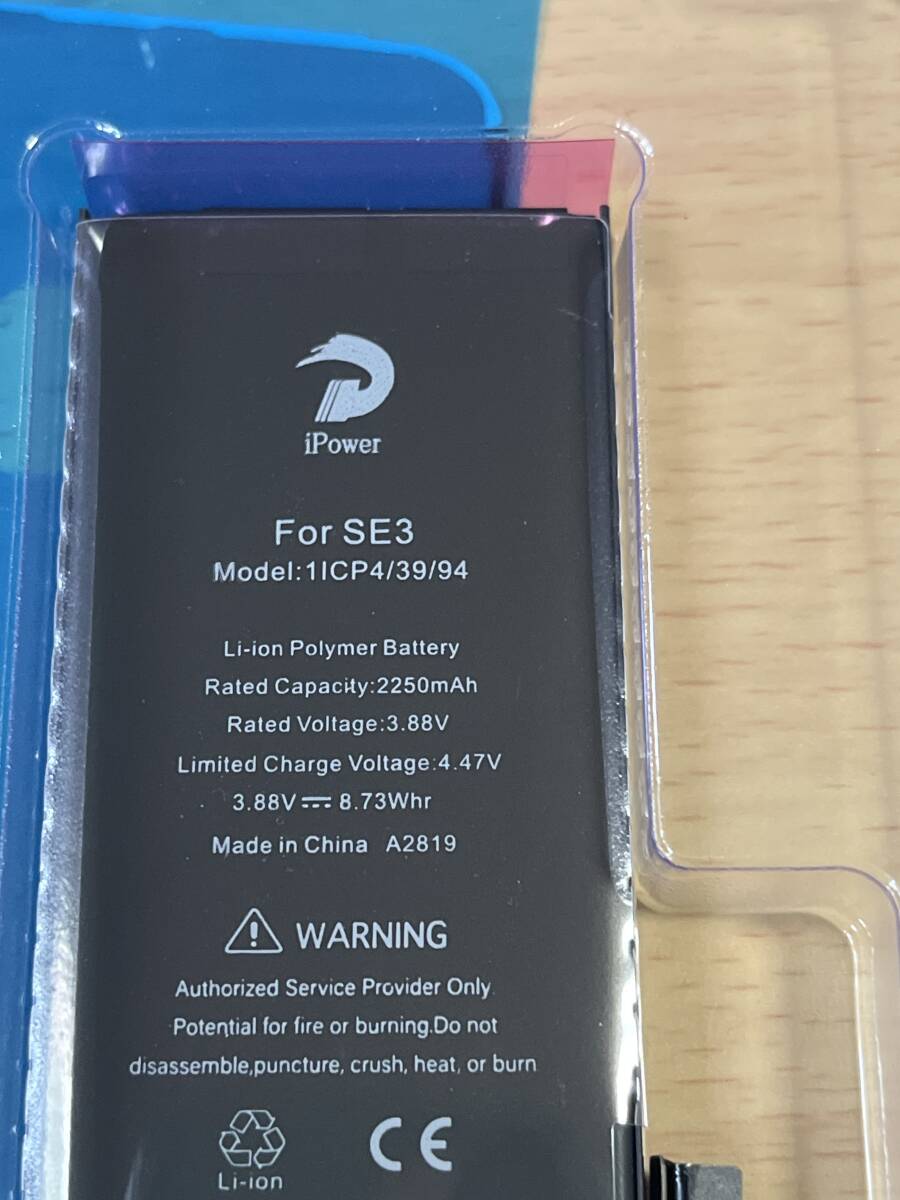 iPower
For SE3
Model:1ICP4/39/94
Li-ion Polymer Battery
Rated Capacity:2250mAh
Rated Voltage:3.88V
Limited Charge Voltage:4.47V
3.88V⎓8.73Whr
Made in China A2819
WARNING
Authorized Service Provider Only.
Potential for fire or burning.Do not
disassemble,puncture, crush, heat, or burn
Li-ion
CE